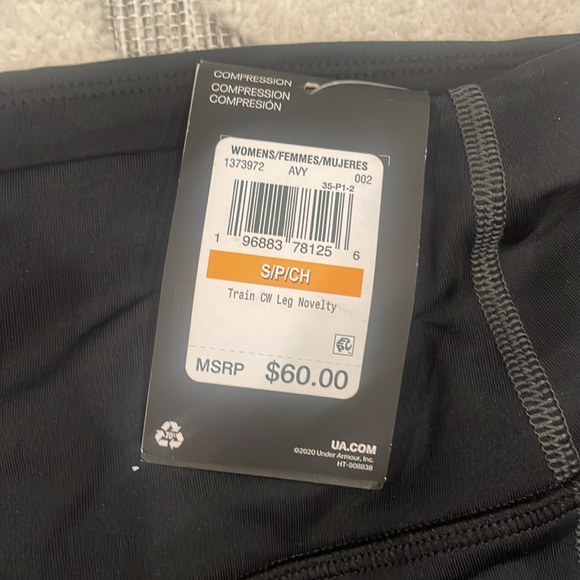 COMPRESSION
COMPRESSION
COMPRESIÓN
WOMENS/FEMMES/MUJERES
1373972 AVY 002
35-P1-2
1 96883 78125 6
S/P/CH
Train CW Leg Novelty
MSRP $60.00
UA.COM
©2020 Under Armour, Inc.
HT-908838